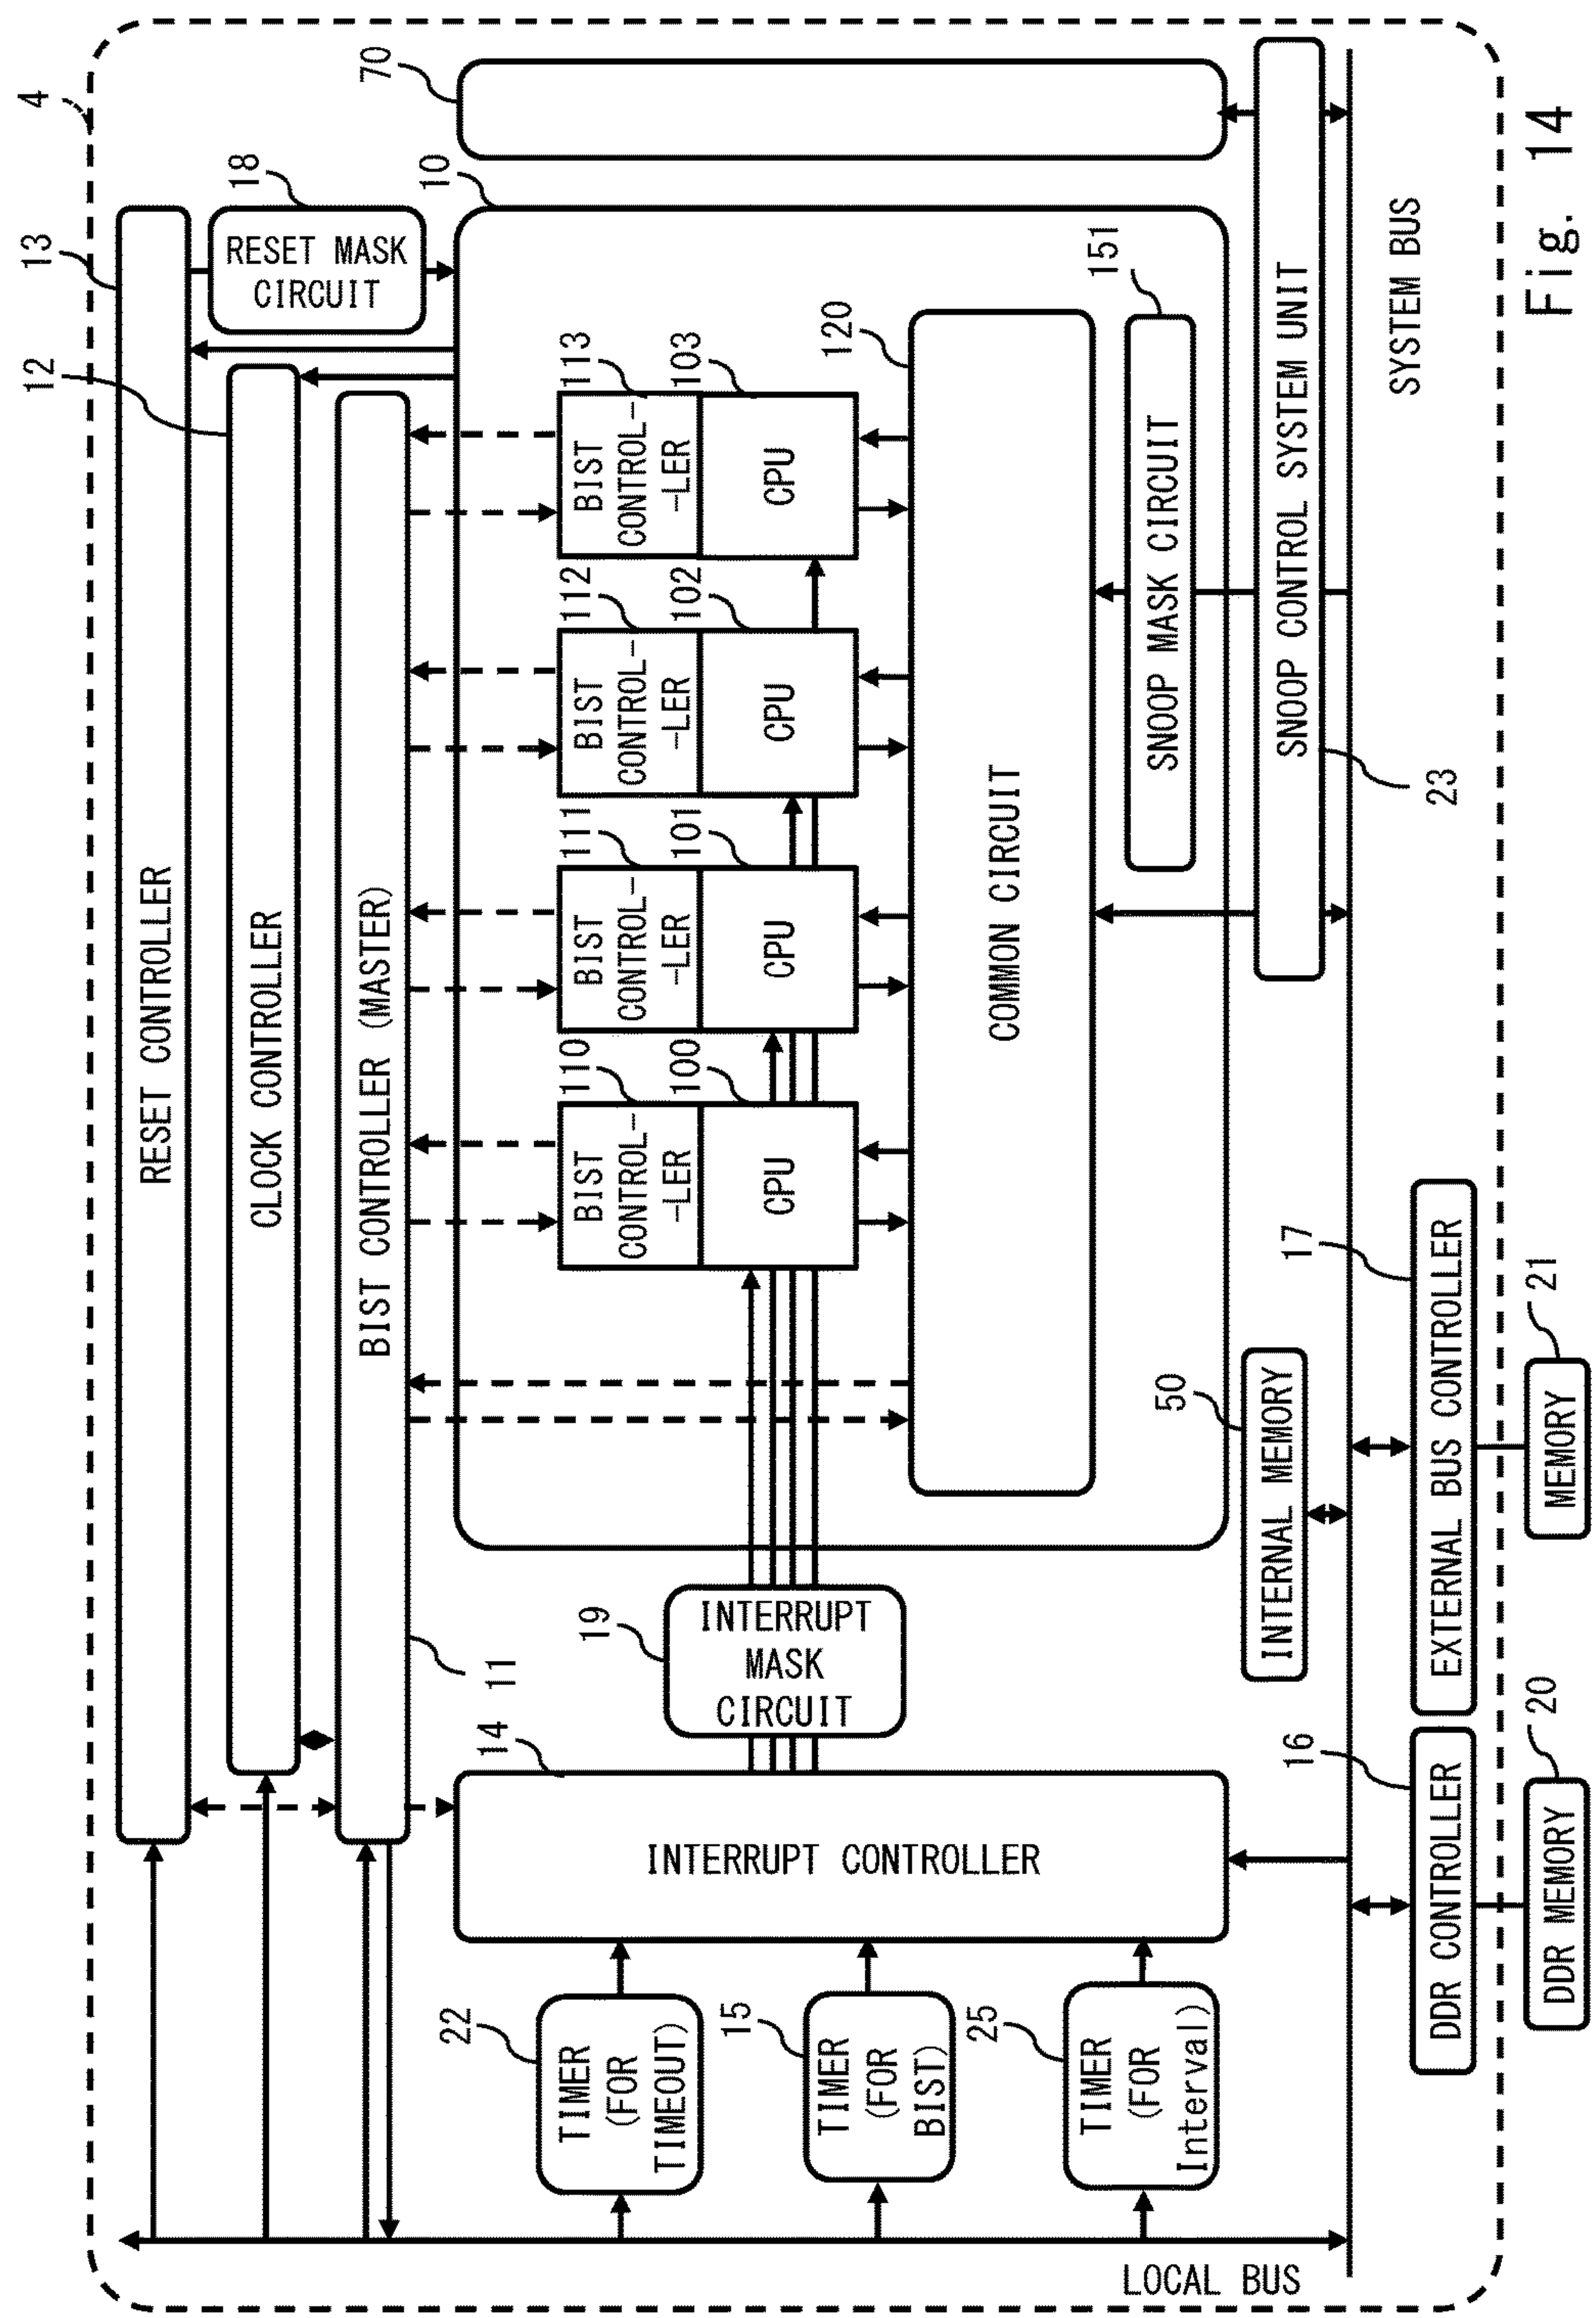 4
13
RESET CONTROLLER
18
RESET MASK
CIRCUIT
12
CLOCK CONTROLLER
BIST CONTROLLER (MASTER)
11
70
10
110
BIST
CONTROL-
-LER
100
CPU
111
BIST
CONTROL-
-LER
101
CPU
112
BIST
CONTROL-
-LER
102
CPU
113
BIST
CONTROL-
-LER
103
CPU
120
COMMON CIRCUIT
151
SNOOP MASK CIRCUIT
SNOOP CONTROL SYSTEM UNIT
23
19
INTERRUPT
MASK
CIRCUIT
14
INTERRUPT CONTROLLER
22
TIMER
(FOR
TIMEOUT)
15
TIMER
(FOR
BIST)
25
TIMER
(FOR
Interval)
50
INTERNAL MEMORY
LOCAL BUS
SYSTEM BUS
16
DDR CONTROLLER
17
EXTERNAL BUS CONTROLLER
20
DDR MEMORY
21
MEMORY
Fig. 14